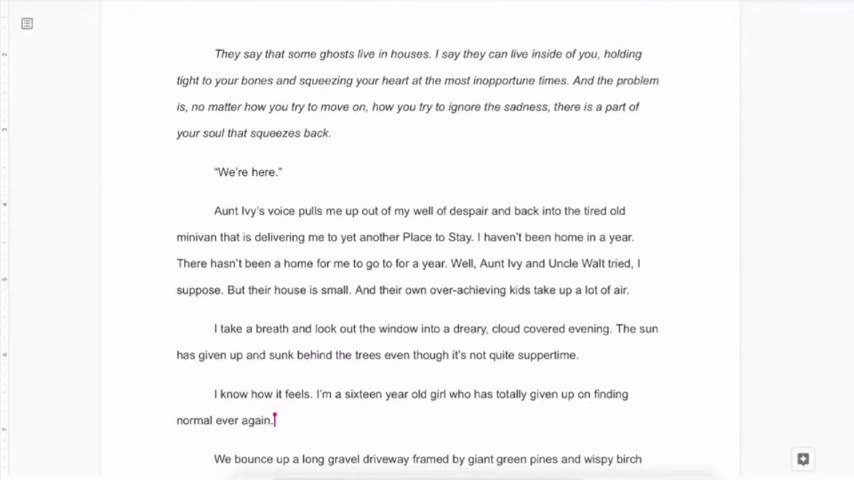 They say that some ghosts live in houses. I say they can live inside of you, holding
tight to your bones and squeezing your heart at the most inopportune times. And the problem
is, no matter how you try to move on, how you try to ignore the sadness, there is a part of
your soul that squeezes back.
“We’re here.”
Aunt Ivy’s voice pulls me up out of my well of despair and back into the tired old
minivan that is delivering me to yet another Place to Stay. I haven’t been home in a year.
There hasn’t been a home for me to go to for a year. Well, Aunt Ivy and Uncle Walt tried, I
suppose. But their house is small. And their own over-achieving kids take up a lot of air.
I take a breath and look out the window into a dreary, cloud covered evening. The sun
has given up and sunk behind the trees even though it’s not quite suppertime.
I know how it feels. I’m a sixteen year old girl who has totally given up on finding
normal ever again.
We bounce up a long gravel driveway framed by giant green pines and wispy birch